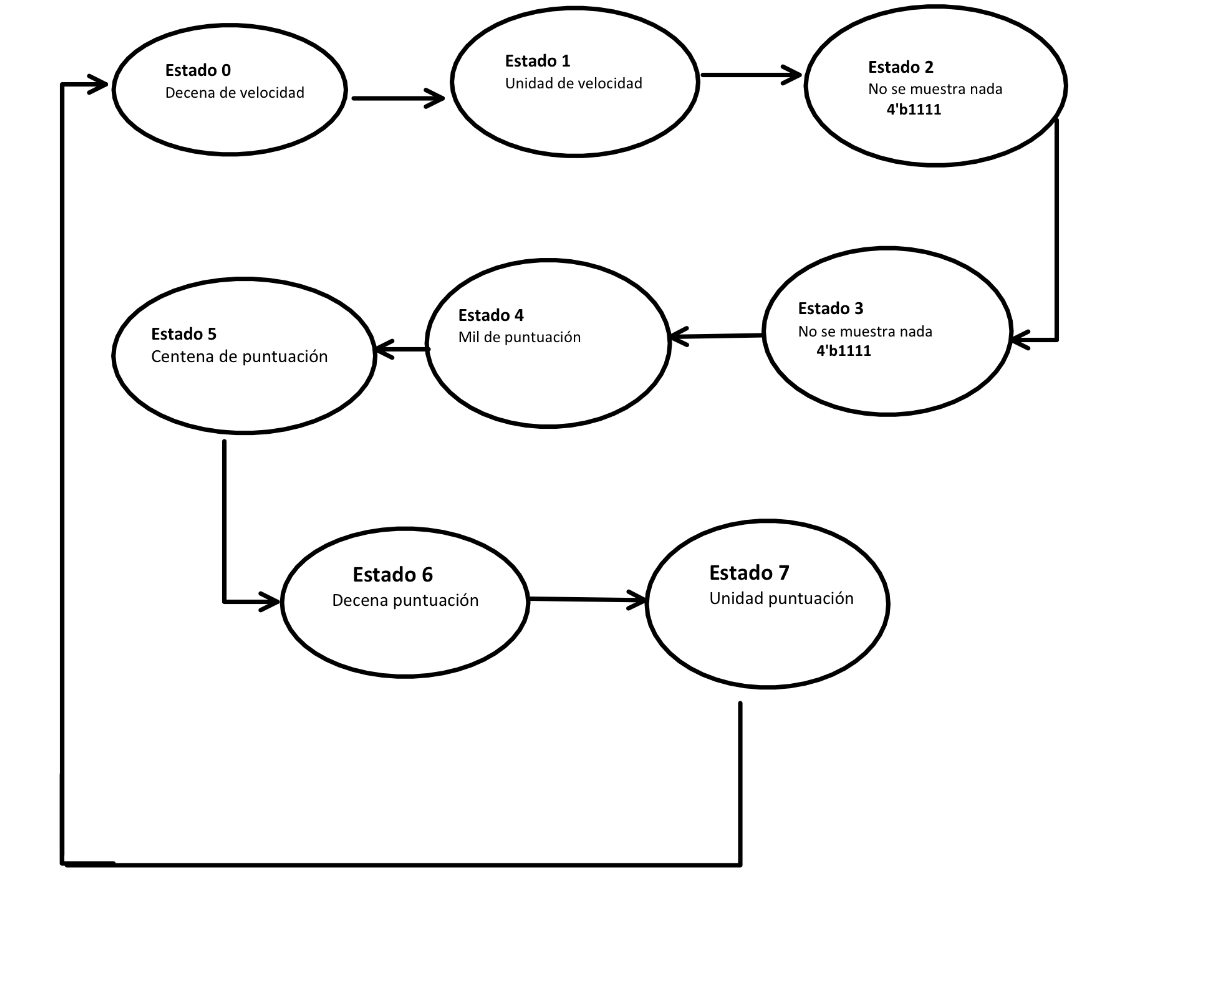 Estado 0
Decena de velocidad
Estado 1
Unidad de velocidad
Estado 2
No se muestra nada
4'b1111
Estado 3
No se muestra nada
4'b1111
Estado 4
Mil de puntuación
Estado 5
Centena de puntuación
Estado 6
Decena puntuación
Estado 7
Unidad puntuación